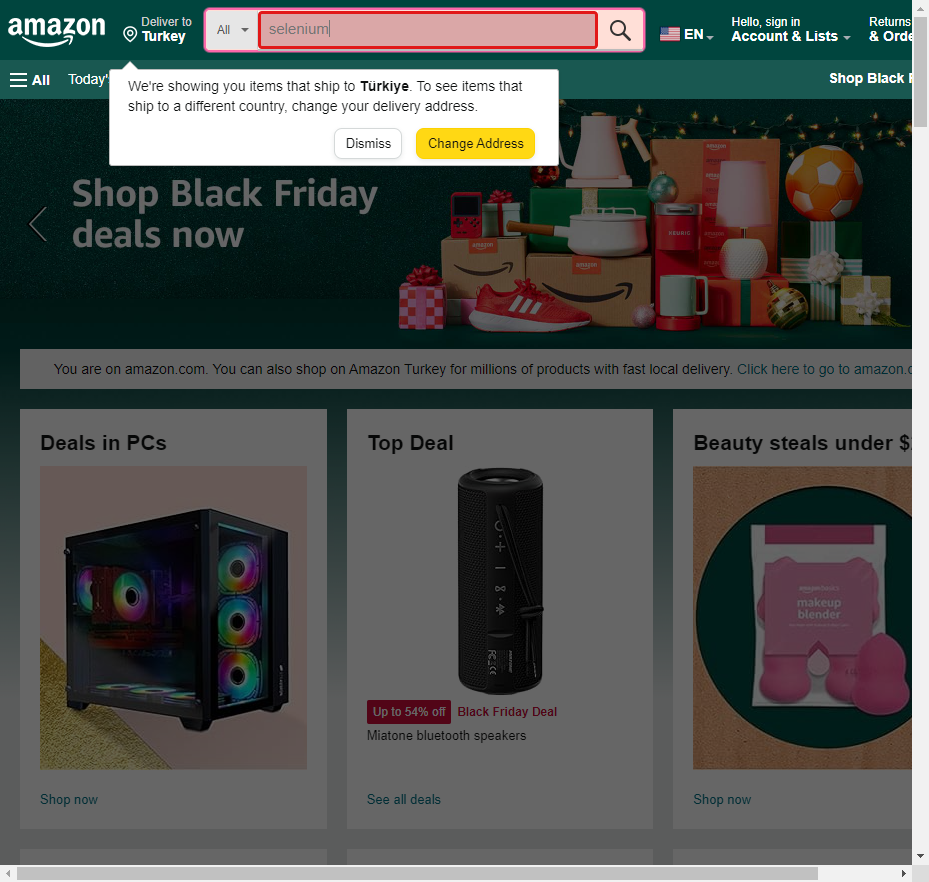 amazon
Deliver to
Turkey
All
selenium
EN
Hello, sign in
Account & Lists
Returns
& Orde
All
Today'
Shop Black F
We're showing you items that ship to Türkiye. To see items that
ship to a different country, change your delivery address.
Dismiss
Change Address
Shop Black Friday
deals now
amazon
amazon
amazon
KEURIG
You are on amazon.com. You can also shop on Amazon Turkey for millions of products with fast local delivery. Click here to go to amazon.c
Deals in PCs
Top Deal
Beauty steals under $
makeup
blender
Up to 54% off
Black Friday Deal
Miatone bluetooth speakers
Shop now
See all deals
Shop now